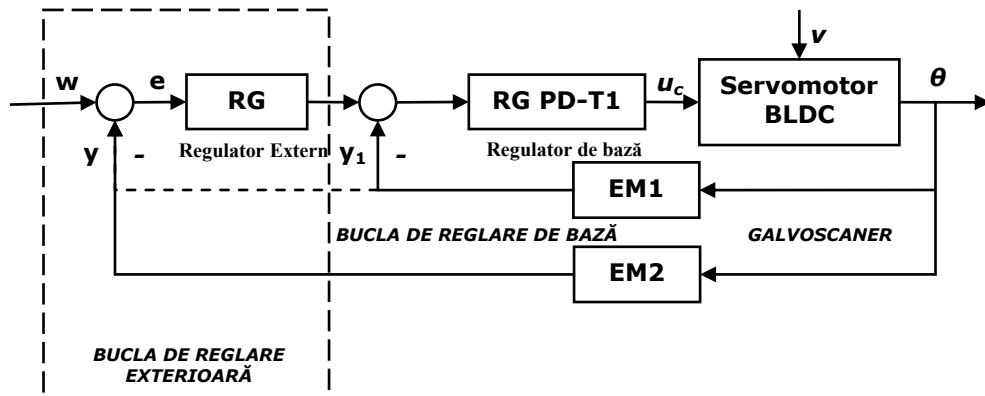 v
w
e
RG
RG PD-T1
u_c
Servomotor
BLDC
θ
y
-
Regulator Extern
y₁
-
Regulator de bază
EM1
BUCLA DE REGLARE DE BAZĂ
GALVOSCANER
EM2
BUCLA DE REGLARE
EXTERIOARĂ